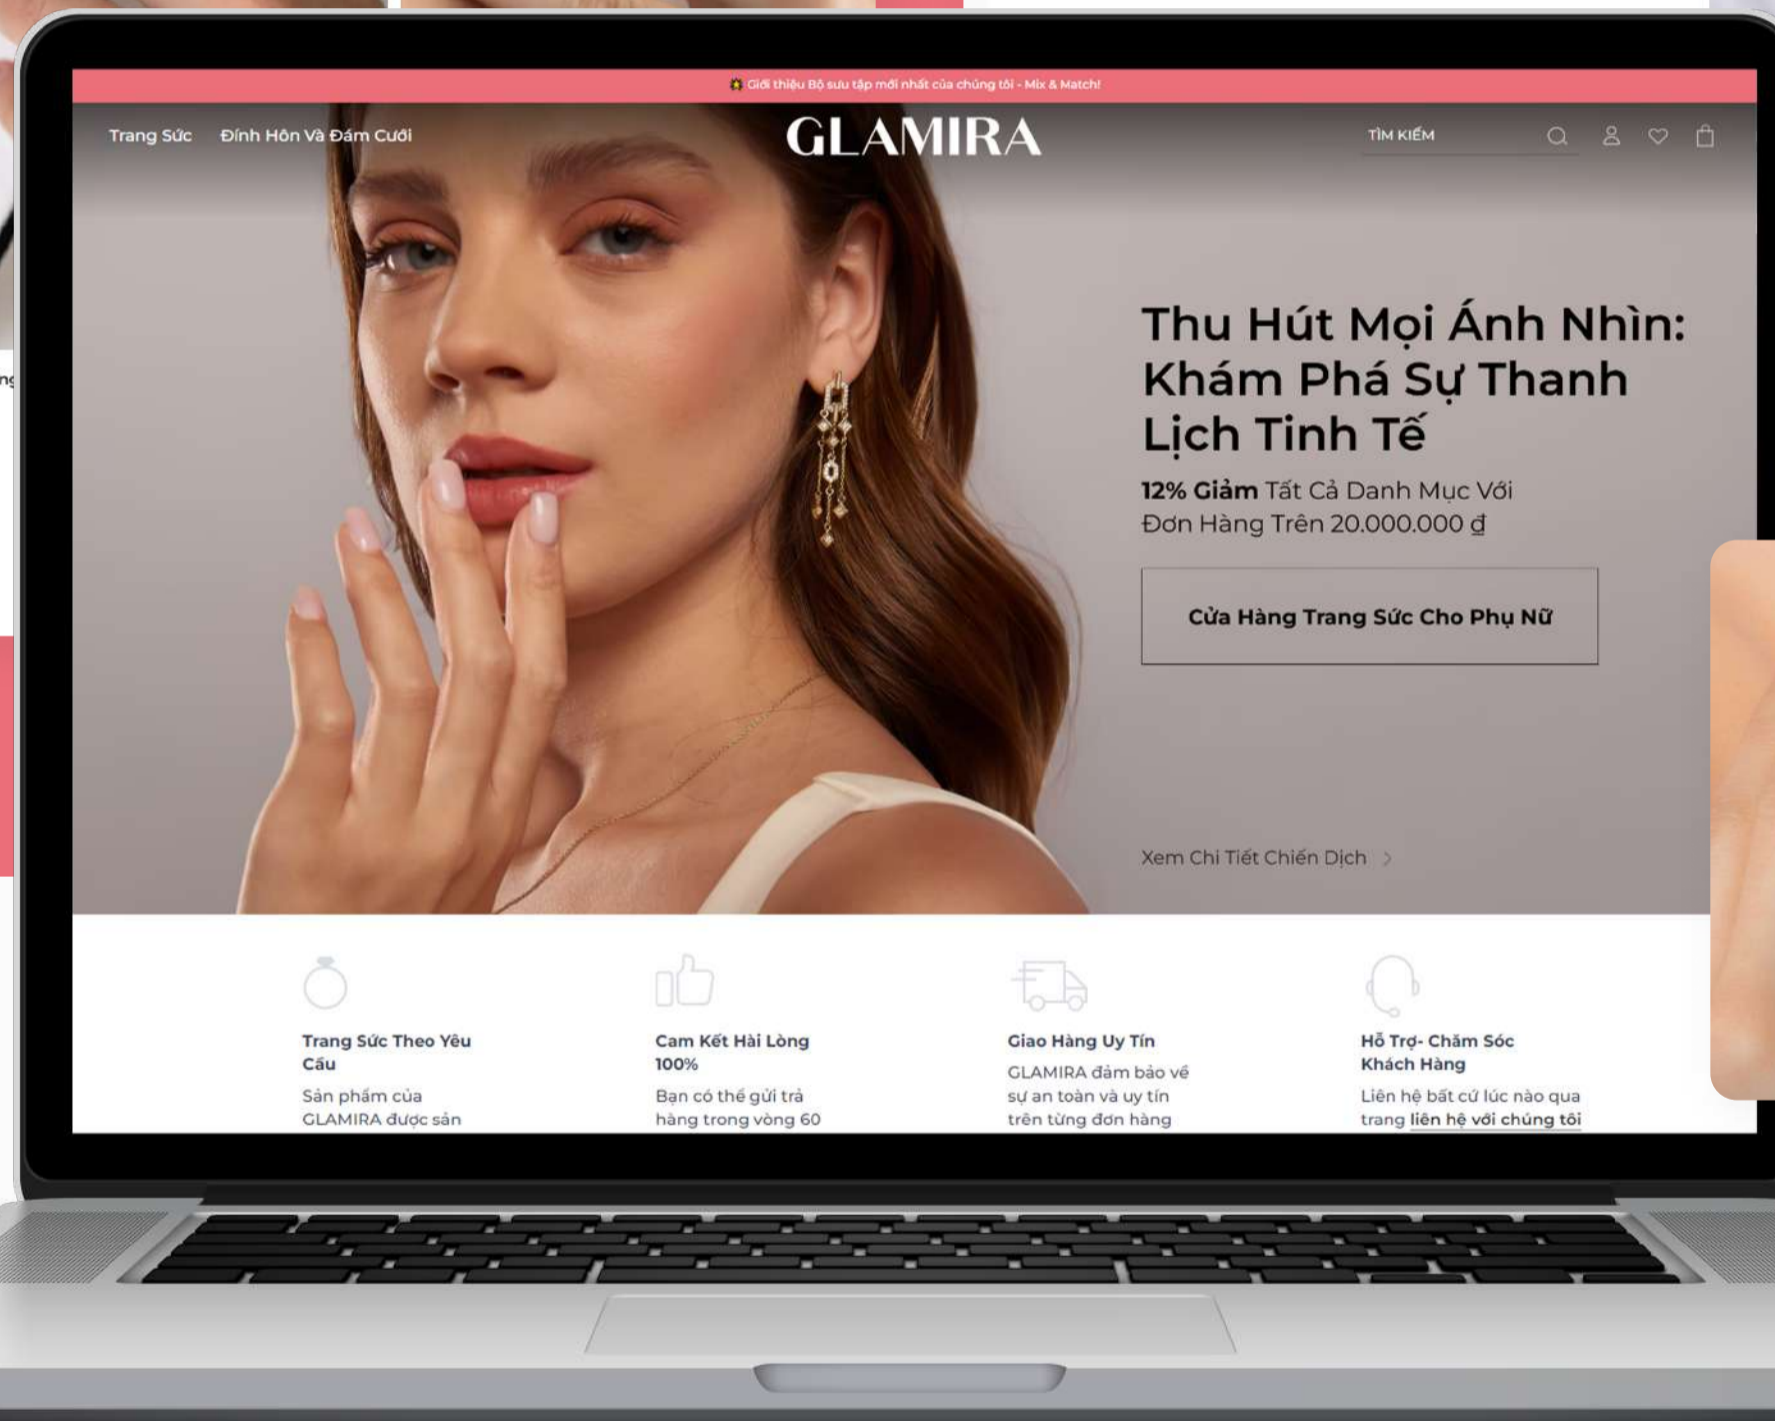 🌟 Giới thiệu Bộ sưu tập mới nhất của chúng tôi - Mix & Match!
Trang Sức Đính Hôn Và Đám Cưới GLAMIRA TÌM KIẾM
Thu Hút Mọi Ánh Nhìn:
Khám Phá Sự Thanh
Lịch Tinh Tế
12% Giảm Tất Cả Danh Mục Với
Đơn Hàng Trên 20.000.000 ₫
Cửa Hàng Trang Sức Cho Phụ Nữ
Xem Chi Tiết Chiến Dịch >
Trang Sức Theo Yêu
Cầu
Sản phẩm của
GLAMIRA được sản
Cam Kết Hài Lòng
100%
Bạn có thể gửi trả
hàng trong vòng 60
Giao Hàng Uy Tín
GLAMIRA đảm bảo về
sự an toàn và uy tín
trên từng đơn hàng
Hỗ Trợ- Chăm Sóc
Khách Hàng
Liên hệ bất cứ lúc nào qua
trang liên hệ với chúng tôi